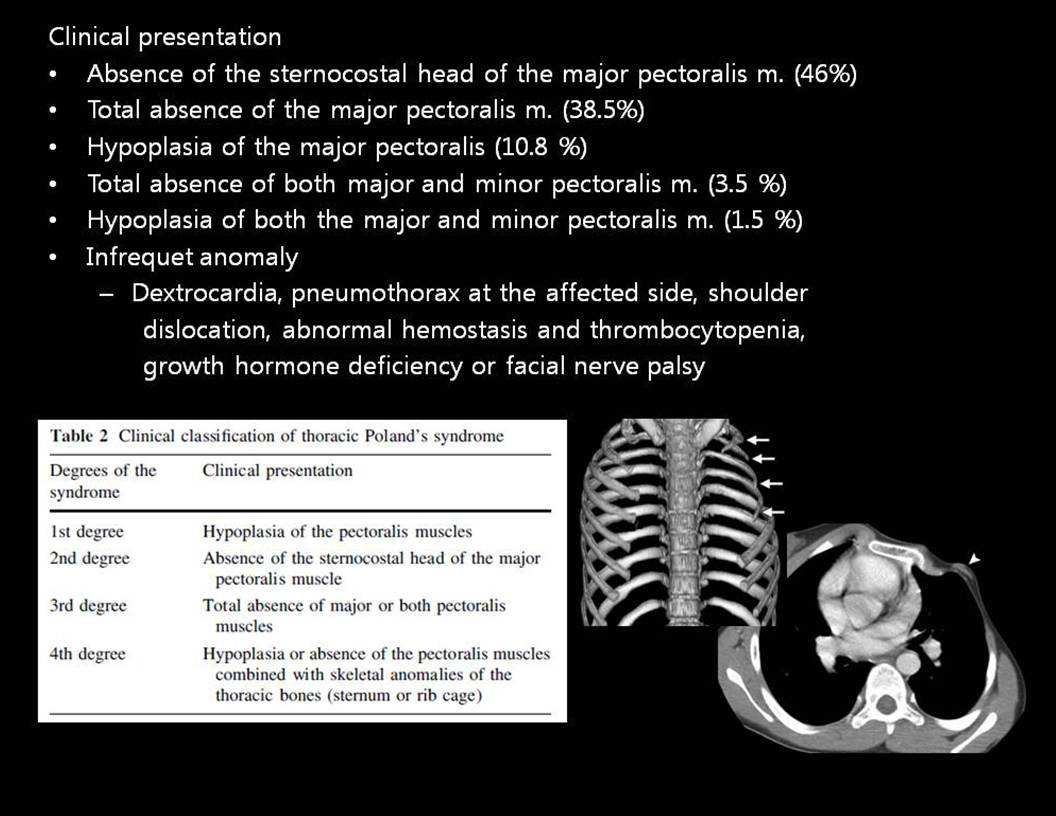 Clinical presentation
• Absence of the sternocostal head of the major pectoralis m. (46%)
• Total absence of the major pectoralis m. (38.5%)
• Hypoplasia of the major pectoralis (10.8 %)
• Total absence of both major and minor pectoralis m. (3.5 %)
• Hypoplasia of both the major and minor pectoralis m. (1.5 %)
• Infrequet anomaly
– Dextrocardia, pneumothorax at the affected side, shoulder
dislocation, abnormal hemostasis and thrombocytopenia,
growth hormone deficiency or facial nerve palsy
Table 2 Clinical classification of thoracic Poland's syndrome
Degrees of the syndrome
Clinical presentation
1st degree Hypoplasia of the pectoralis muscles
2nd degree Absence of the sternocostal head of the major
pectoralis muscle
3rd degree Total absence of major or both pectoralis
muscles
4th degree Hypoplasia or absence of the pectoralis muscles
combined with skeletal anomalies of the
thoracic bones (sternum or rib cage)